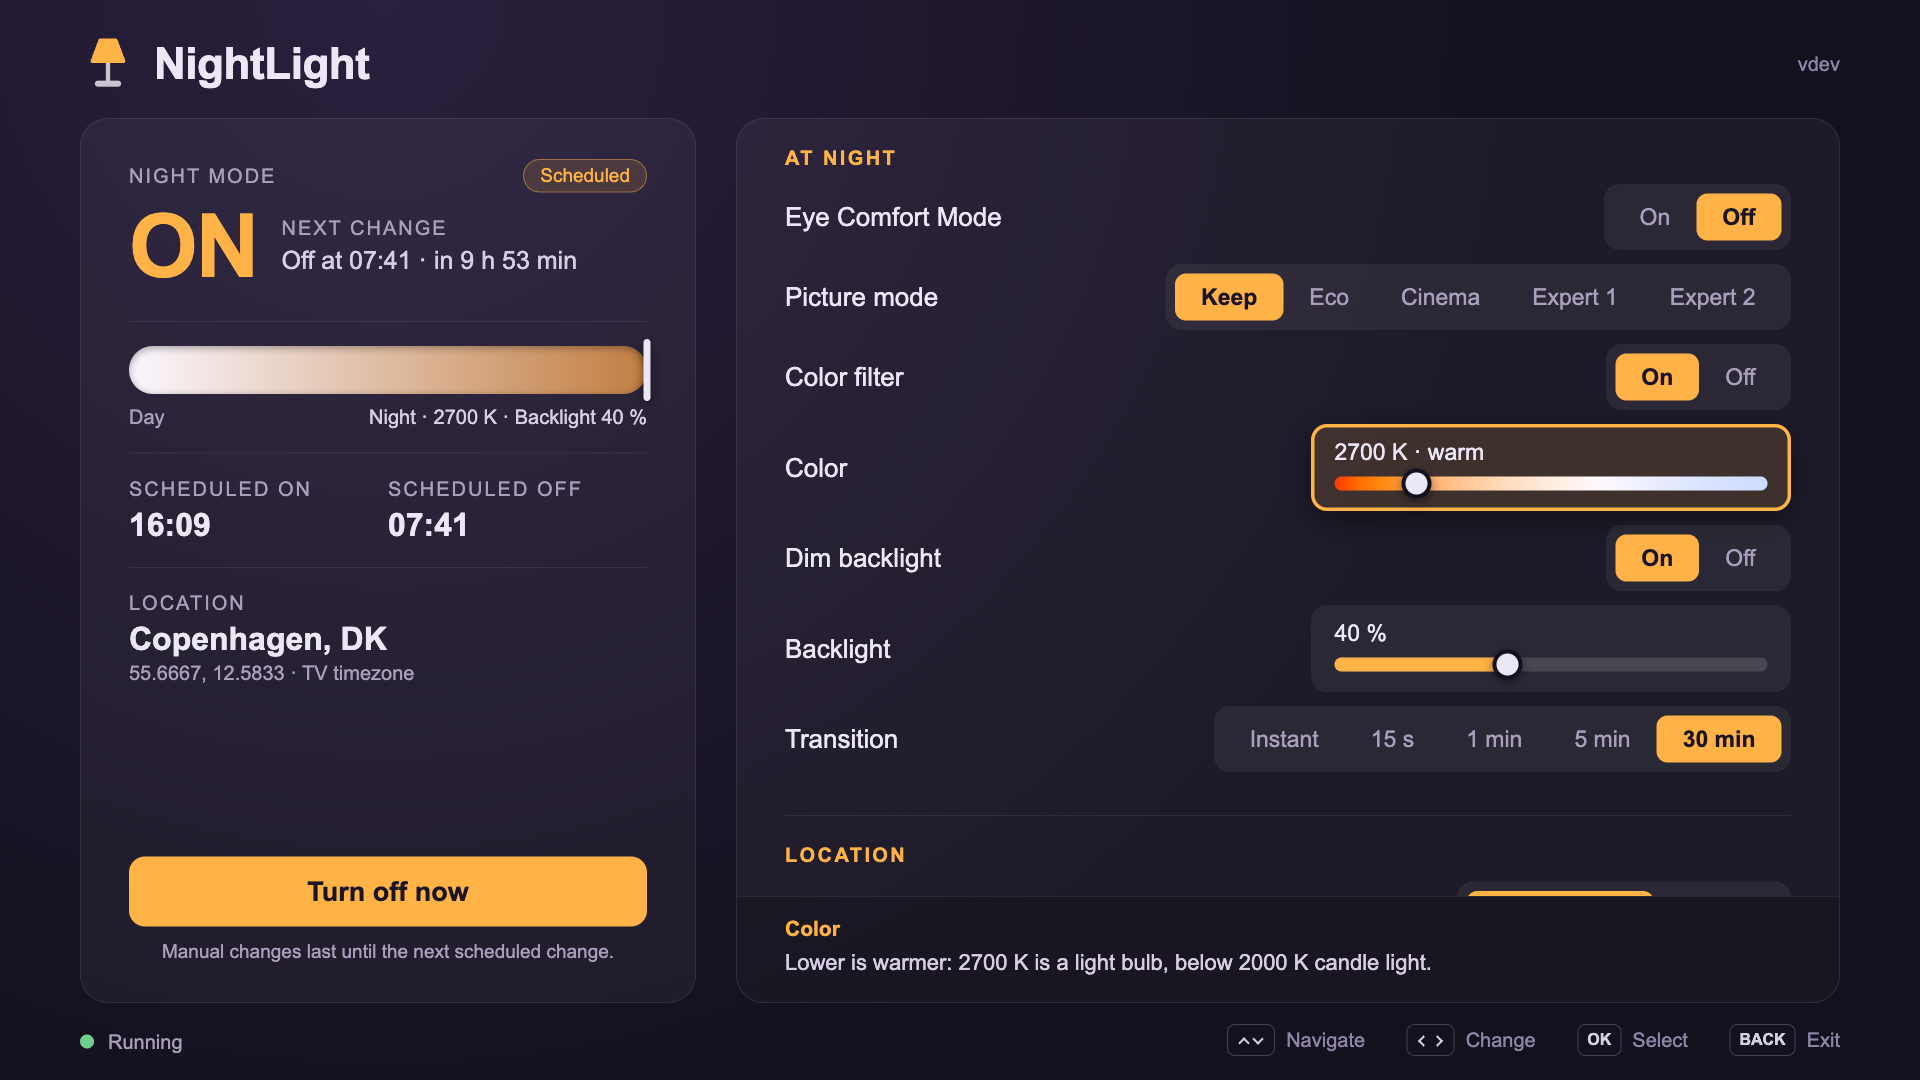 NightLight
vdev
NIGHT MODE
Scheduled
ON
NEXT CHANGE
Off at 07:41 · in 9 h 53 min
Day
Night · 2700 K · Backlight 40 %
SCHEDULED ON
16:09
SCHEDULED OFF
07:41
LOCATION
Copenhagen, DK
55.6667, 12.5833 · TV timezone
Turn off now
Manual changes last until the next scheduled change.
AT NIGHT
Eye Comfort Mode
On Off
Picture mode
Keep Eco Cinema Expert 1 Expert 2
Color filter
On Off
Color
2700 K · warm
Dim backlight
On Off
Backlight
40 %
Transition
Instant 15 s 1 min 5 min 30 min
LOCATION
Color
Lower is warmer: 2700 K is a light bulb, below 2000 K candle light.
Running
Navigate
Change
OK Select
BACK Exit